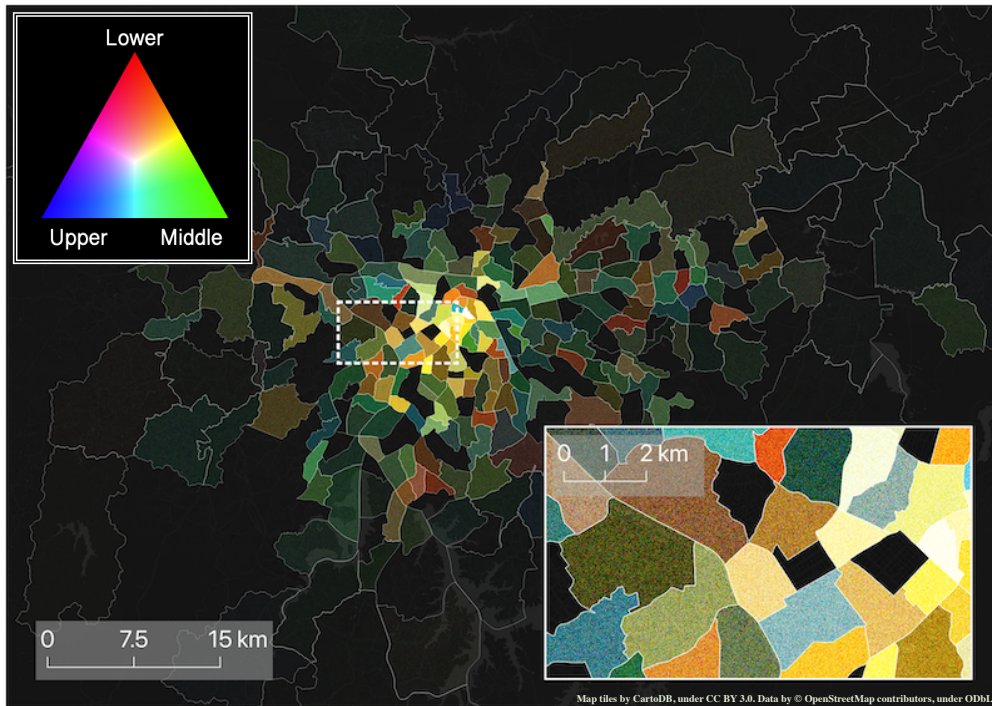 Lower
Upper Middle
0 1 2 km
0 7.5 15 km
Map tiles by CartoDB, under CC BY 3.0. Data by © OpenStreetMap contributors, under ODbL